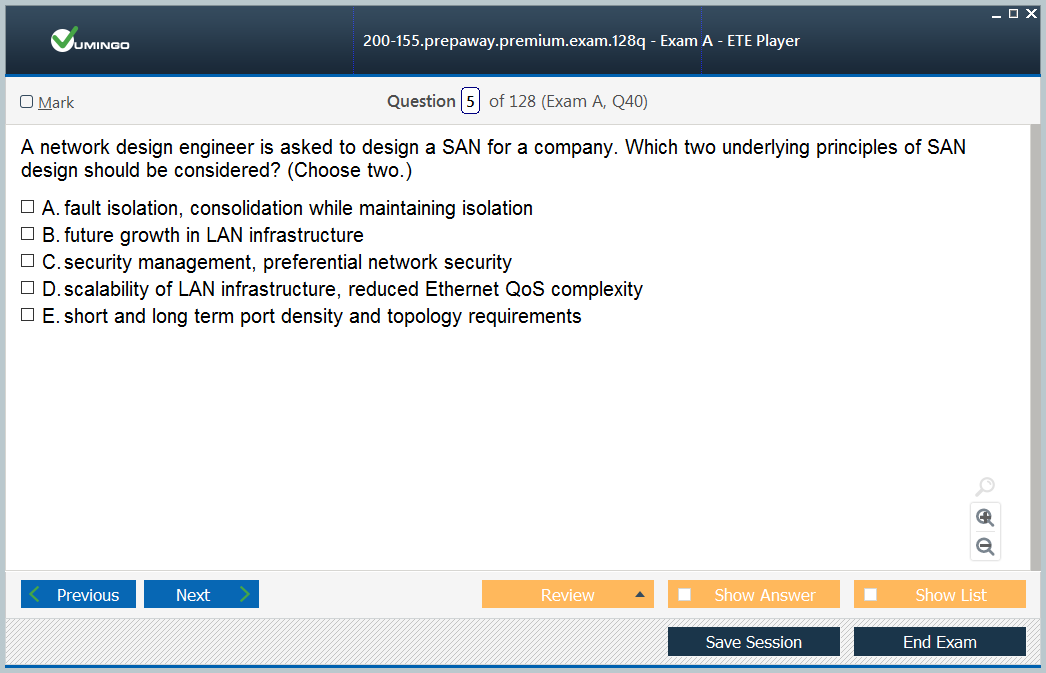 VUMINGO
200-155.prepaway.premium.exam.128q - Exam A - ETE Player
Mark
Question 5 of 128 (Exam A, Q40)
A network design engineer is asked to design a SAN for a company. Which two underlying principles of SAN
design should be considered? (Choose two.)
A. fault isolation, consolidation while maintaining isolation
B. future growth in LAN infrastructure
C. security management, preferential network security
D. scalability of LAN infrastructure, reduced Ethernet QoS complexity
E. short and long term port density and topology requirements
Previous
Next
Review
Show Answer
Show List
Save Session
End Exam